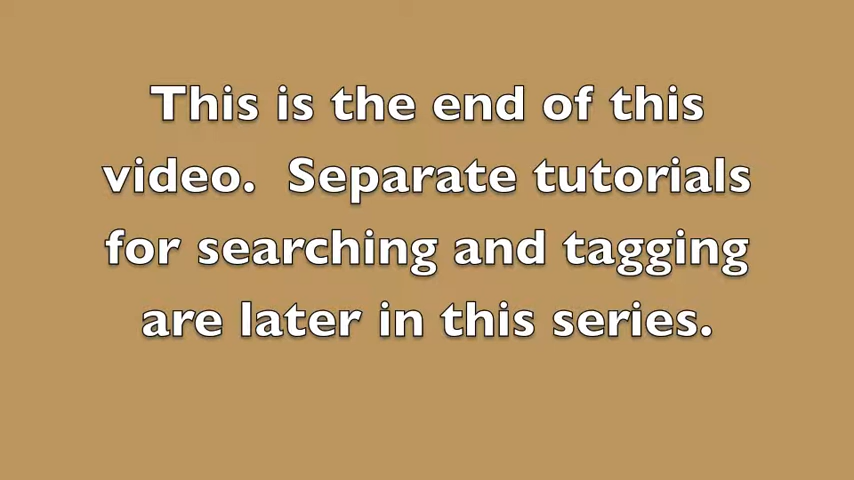 This is the end of this
video.  Separate tutorials
for searching and tagging
are later in this series.